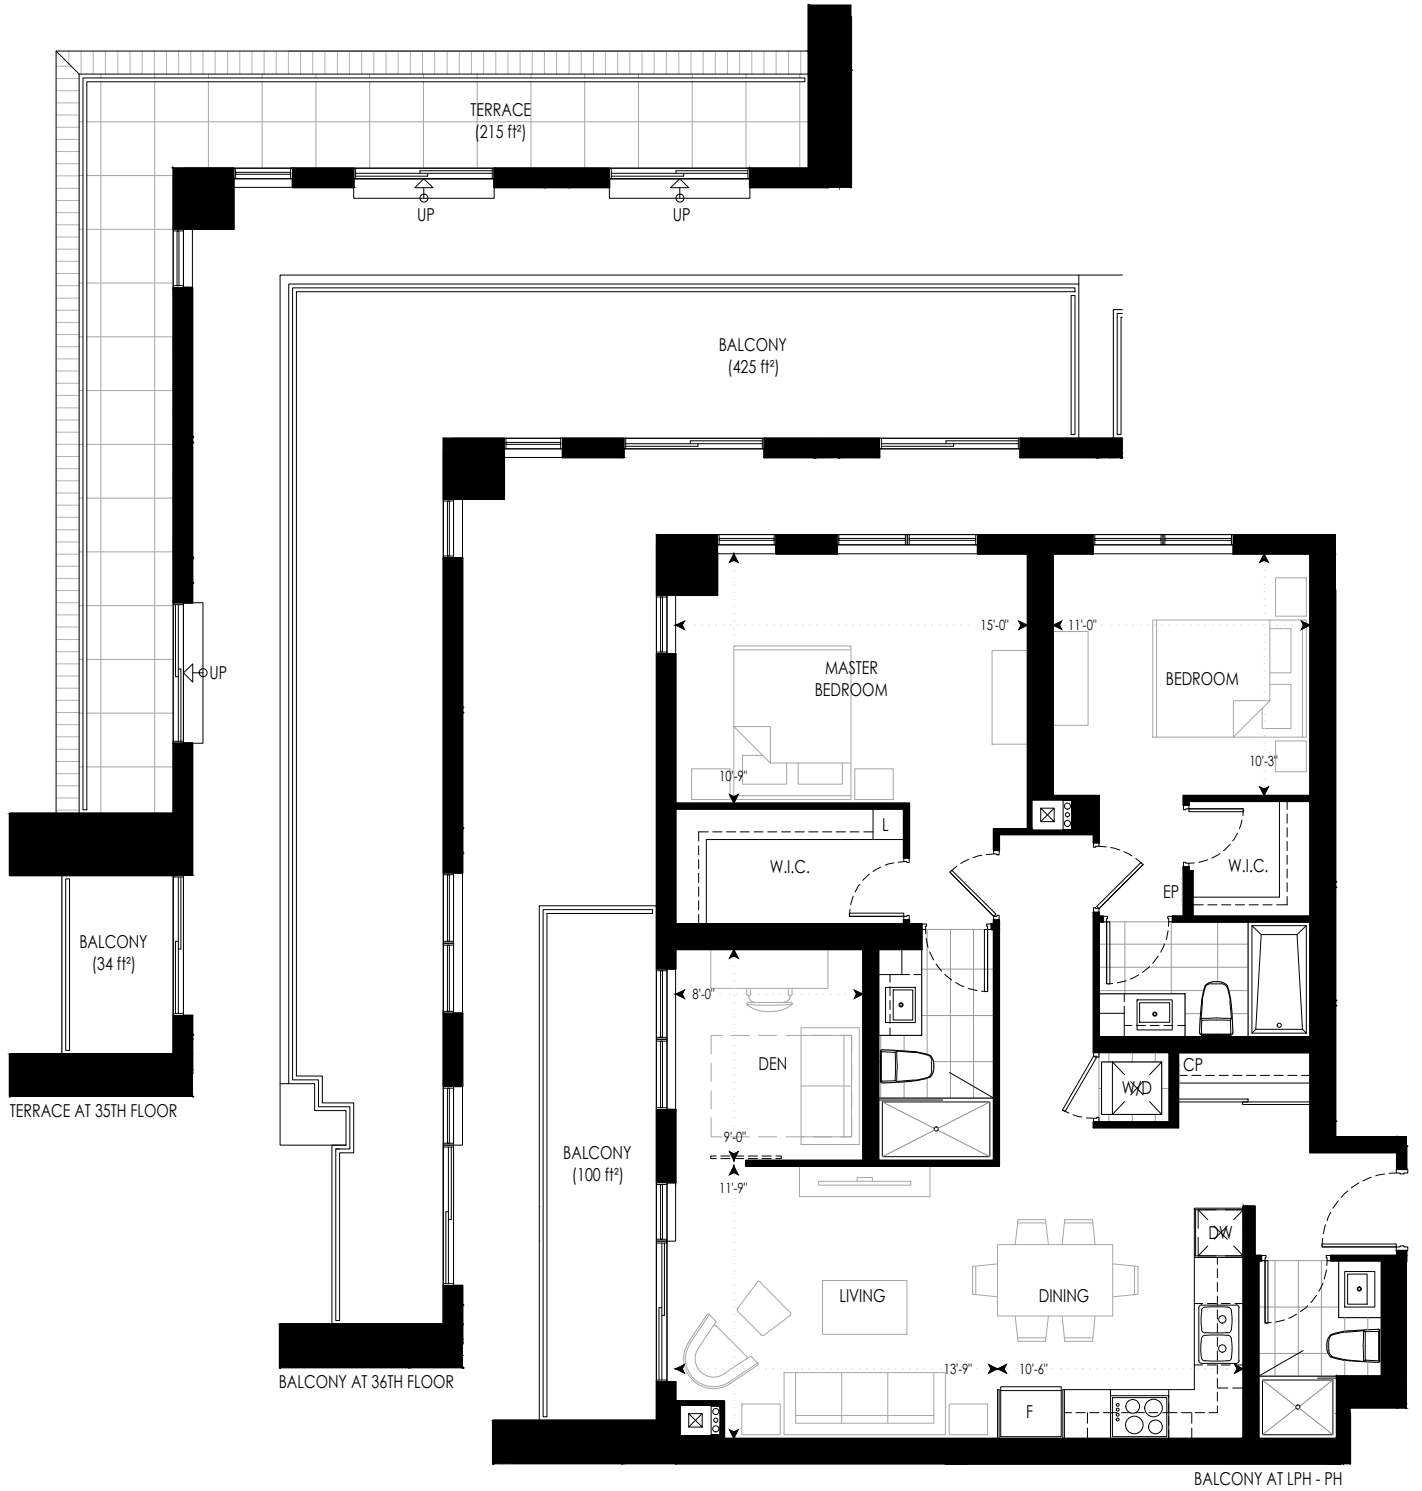 TERRACE
(215 ft²)
UP
UP
BALCONY
(425 ft²)
15'-0"
11'-0"
MASTER
BEDROOM
BEDROOM
UP
10'-9"
10'-3"
L
W.I.C.
W.I.C.
EP
BALCONY
(34 ft²)
8'-0"
DEN
CP
W/D
TERRACE AT 35TH FLOOR
9'-0"
BALCONY
(100 ft²)
11'-9"
DW
LIVING
DINING
13'-9"
10'-6"
BALCONY AT 36TH FLOOR
F
BALCONY AT LPH - PH